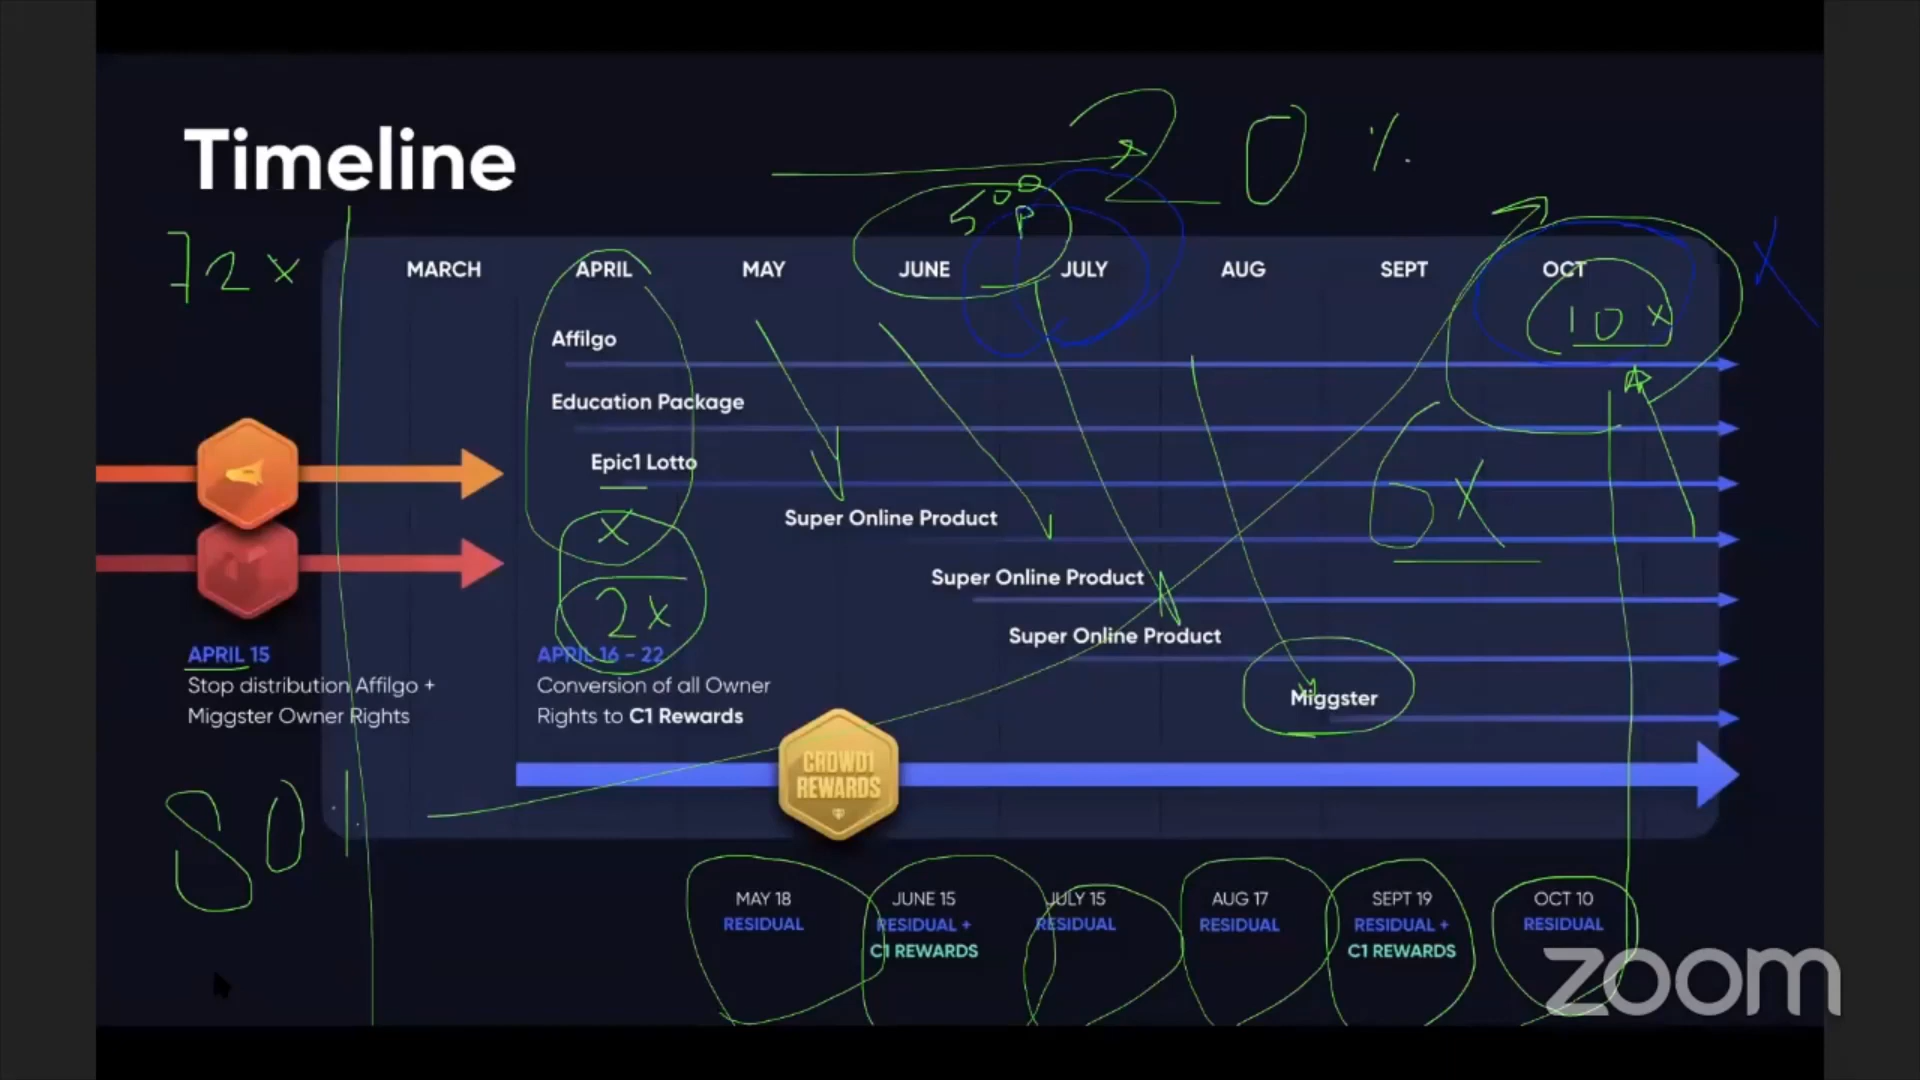 Timeline
20 %
500
P
72 x
MARCH APRIL MAY JUNE JULY AUG SEPT OCT
X
10 x
Affilgo
Education Package
Epic1 Lotto
X
Super Online Product
Super Online Product
2x
Super Online Product
Miggster
APRIL 15
Stop distribution Affilgo +
Miggster Owner Rights
APRIL 16 - 22
Conversion of all Owner
Rights to C1 Rewards
CROWD1
REWARDS
80
MAY 18
RESIDUAL
JUNE 15
RESIDUAL +
C1 REWARDS
JULY 15
RESIDUAL
AUG 17
RESIDUAL
SEPT 19
RESIDUAL +
C1 REWARDS
OCT 10
RESIDUAL
zoom